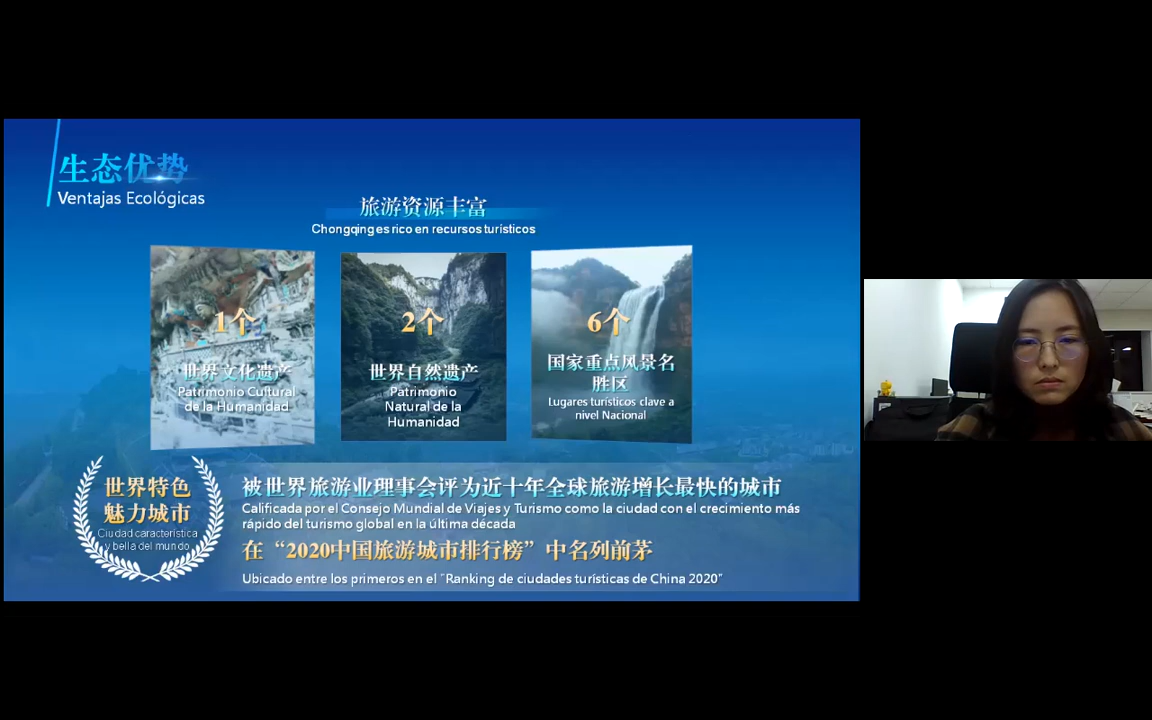 生态优势
Ventajas Ecológicas
旅游资源丰富
Chongqing es rico en recursos turísticos
1个
世界文化遗产
Patrimonio Cultural
de la Humanidad
2个
世界自然遗产
Patrimonio
Natural de la
Humanidad
6个
国家重点风景名
胜区
Lugares turísticos clave a
nivel Nacional
世界特色
魅力城市
Ciudad característica
y bella del mundo
被世界旅游业理事会评为近十年全球旅游增长最快的城市
Calificada por el Consejo Mundial de Viajes y Turismo como la ciudad con el crecimiento más
rápido del turismo global en la última década
在“2020中国旅游城市排行榜”中名列前茅
Ubicado entre los primeros en el “Ranking de ciudades turísticas de China 2020”